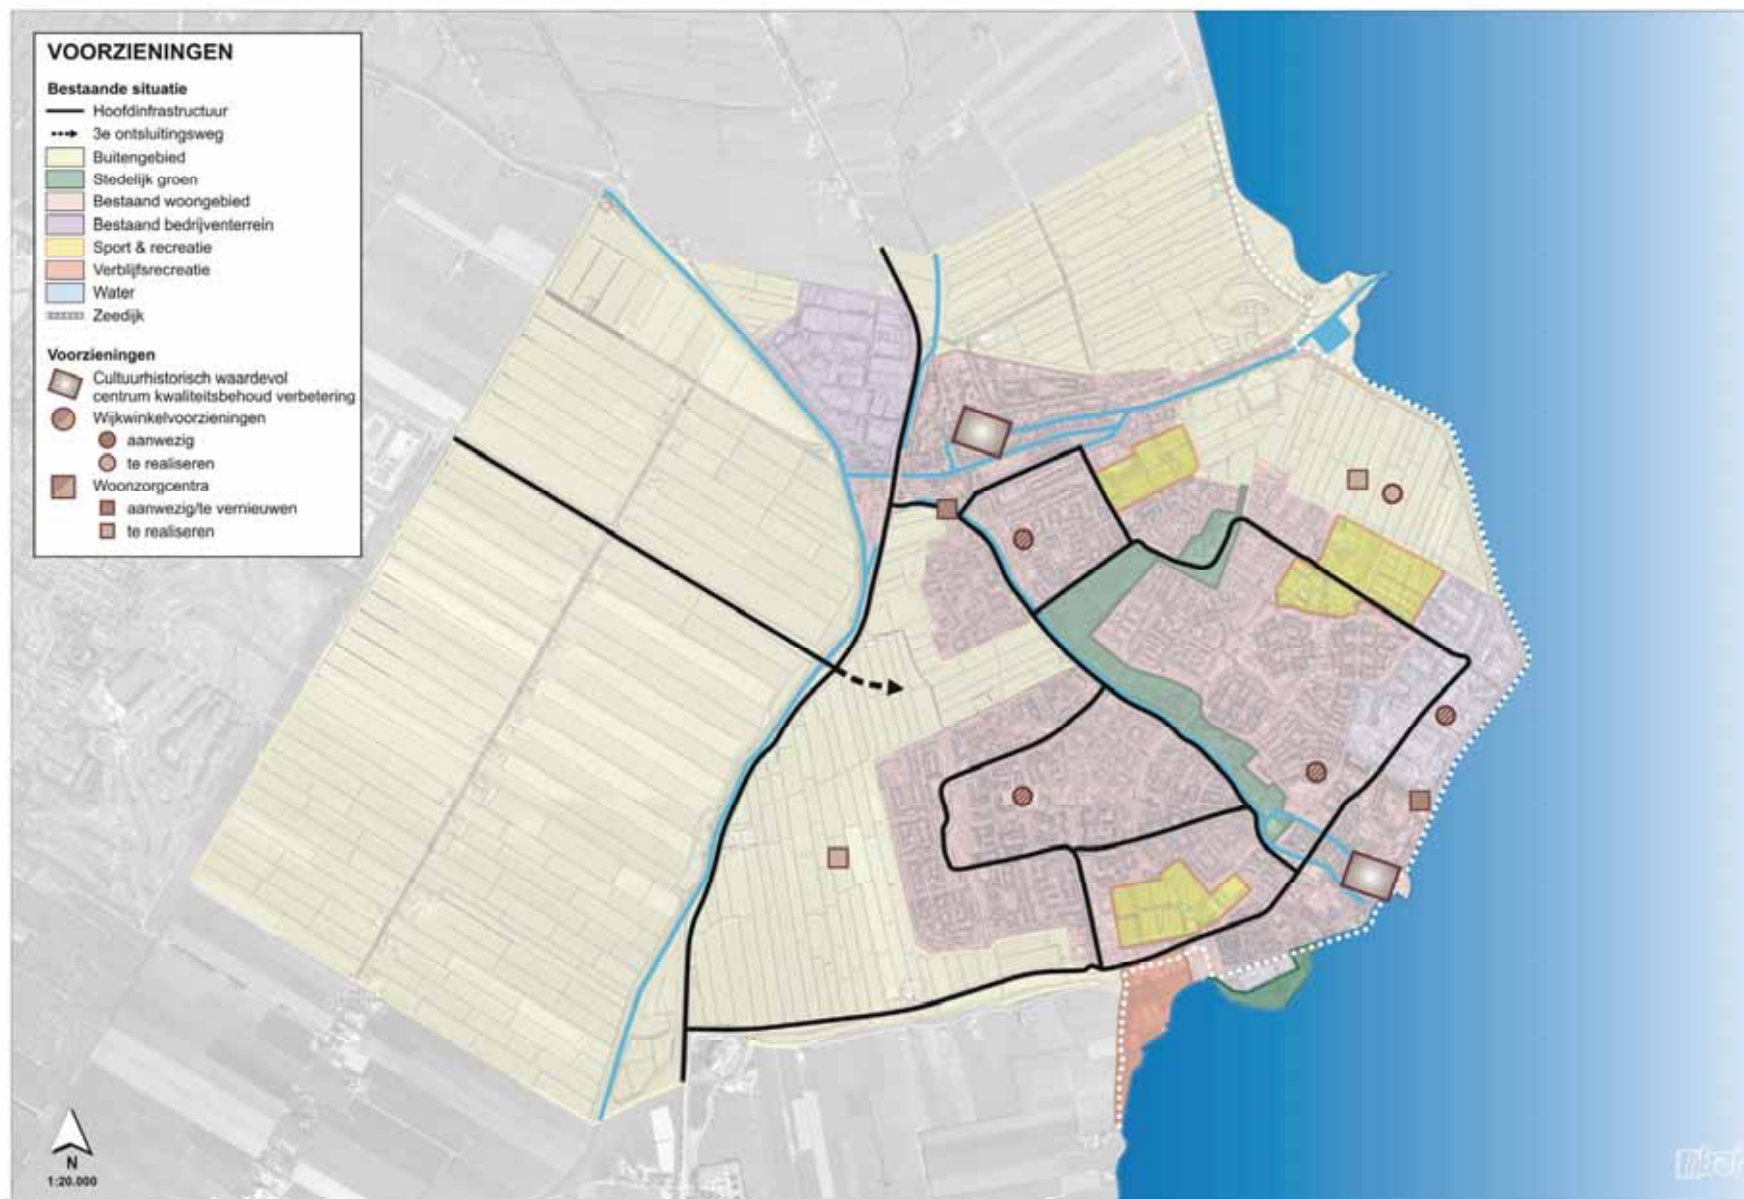 VOORZIENINGEN
Bestaande situatie
Hoofdinfrastructuur
3e ontsluitingsweg
Buitengebied
Stedelijk groen
Bestaand woongebied
Bestaand bedrijventerrein
Sport & recreatie
Verblijfsrecreatie
Water
Zeedijk
Voorzieningen
Cultuurhistorisch waardevol
centrum kwaliteitsbehoud verbetering
Wijkwinkelvoorzieningen
aanwezig
te realiseren
Woonzorgcentra
aanwezig/te vernieuwen
te realiseren
N
1:20.000